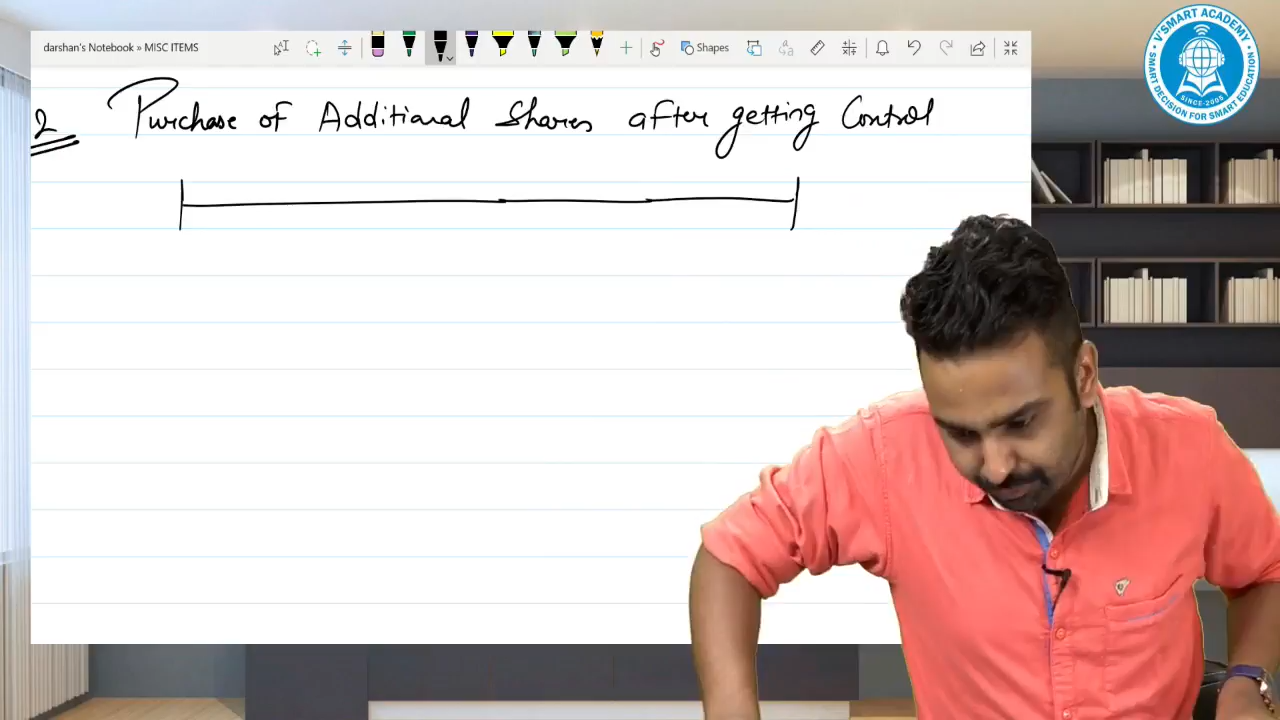 darshan's Notebook » MISC ITEMS
Shapes
2 Purchase of Additional Shares after getting Control
V'SMART ACADEMY
SINCE-2005
SMART DECISION FOR SMART EDUCATION